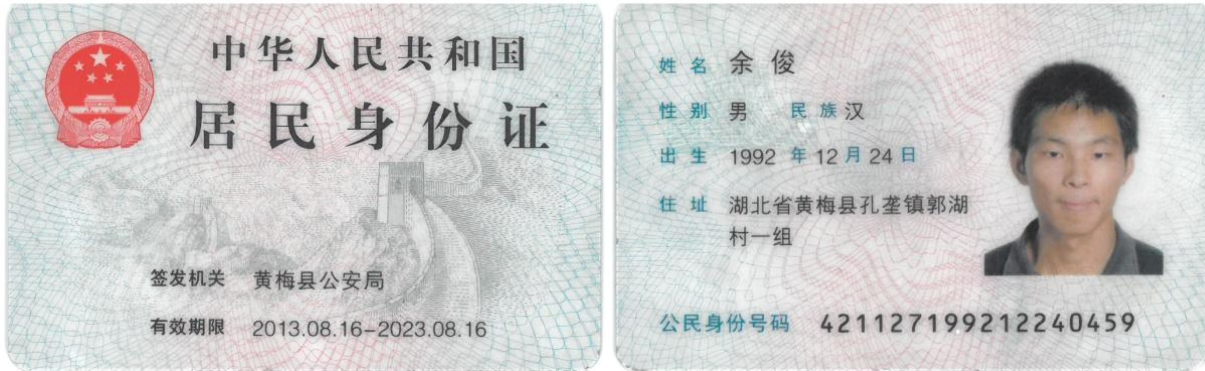 中华人民共和国
居民身份证
签发机关 黄梅县公安局
有效期限 2013.08.16-2023.08.16
姓名 余俊
性别 男 民族 汉
出生 1992 年 12 月 24 日
住址 湖北省黄梅县孔垄镇郭湖
村一组
公民身份号码 421127199212240459